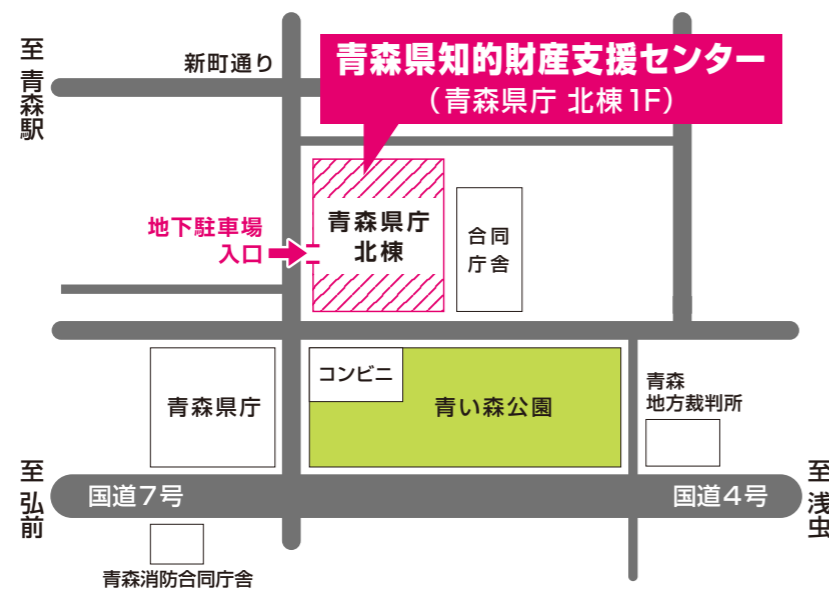 至 青森駅
新町通り
青森県知的財産支援センター
（青森県庁 北棟1F）
地下駐車場
入口
青森県庁
北棟
合同
庁舎
青森県庁
コンビニ
青い森公園
青森
地方裁判所
至 弘前
国道7号
国道4号
至 浅虫
青森消防合同庁舎